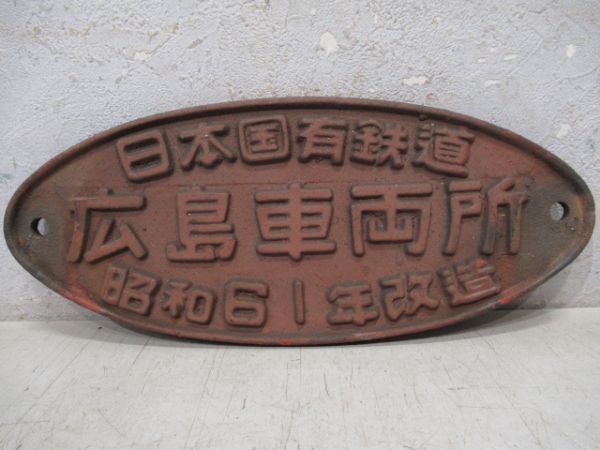 日本国有鉄道
広島車両所
昭和61年改造